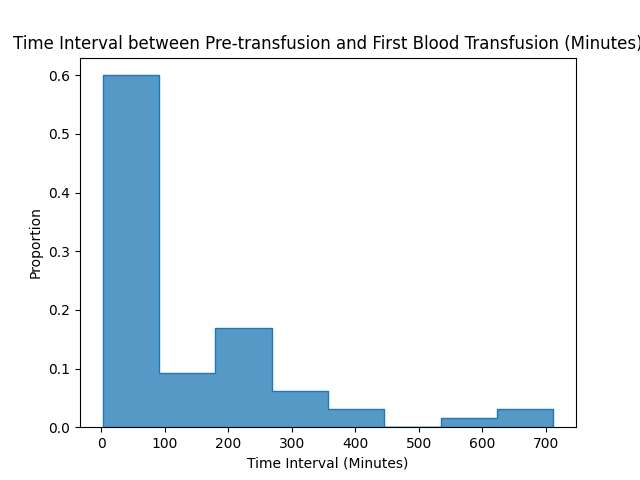 Time Interval between Pre-transfusion and First Blood Transfusion (Minutes)
0.6
0.5
0.4
0.3
0.2
0.1
0.0
Proportion
0 100 200 300 400 500 600 700
Time Interval (Minutes)